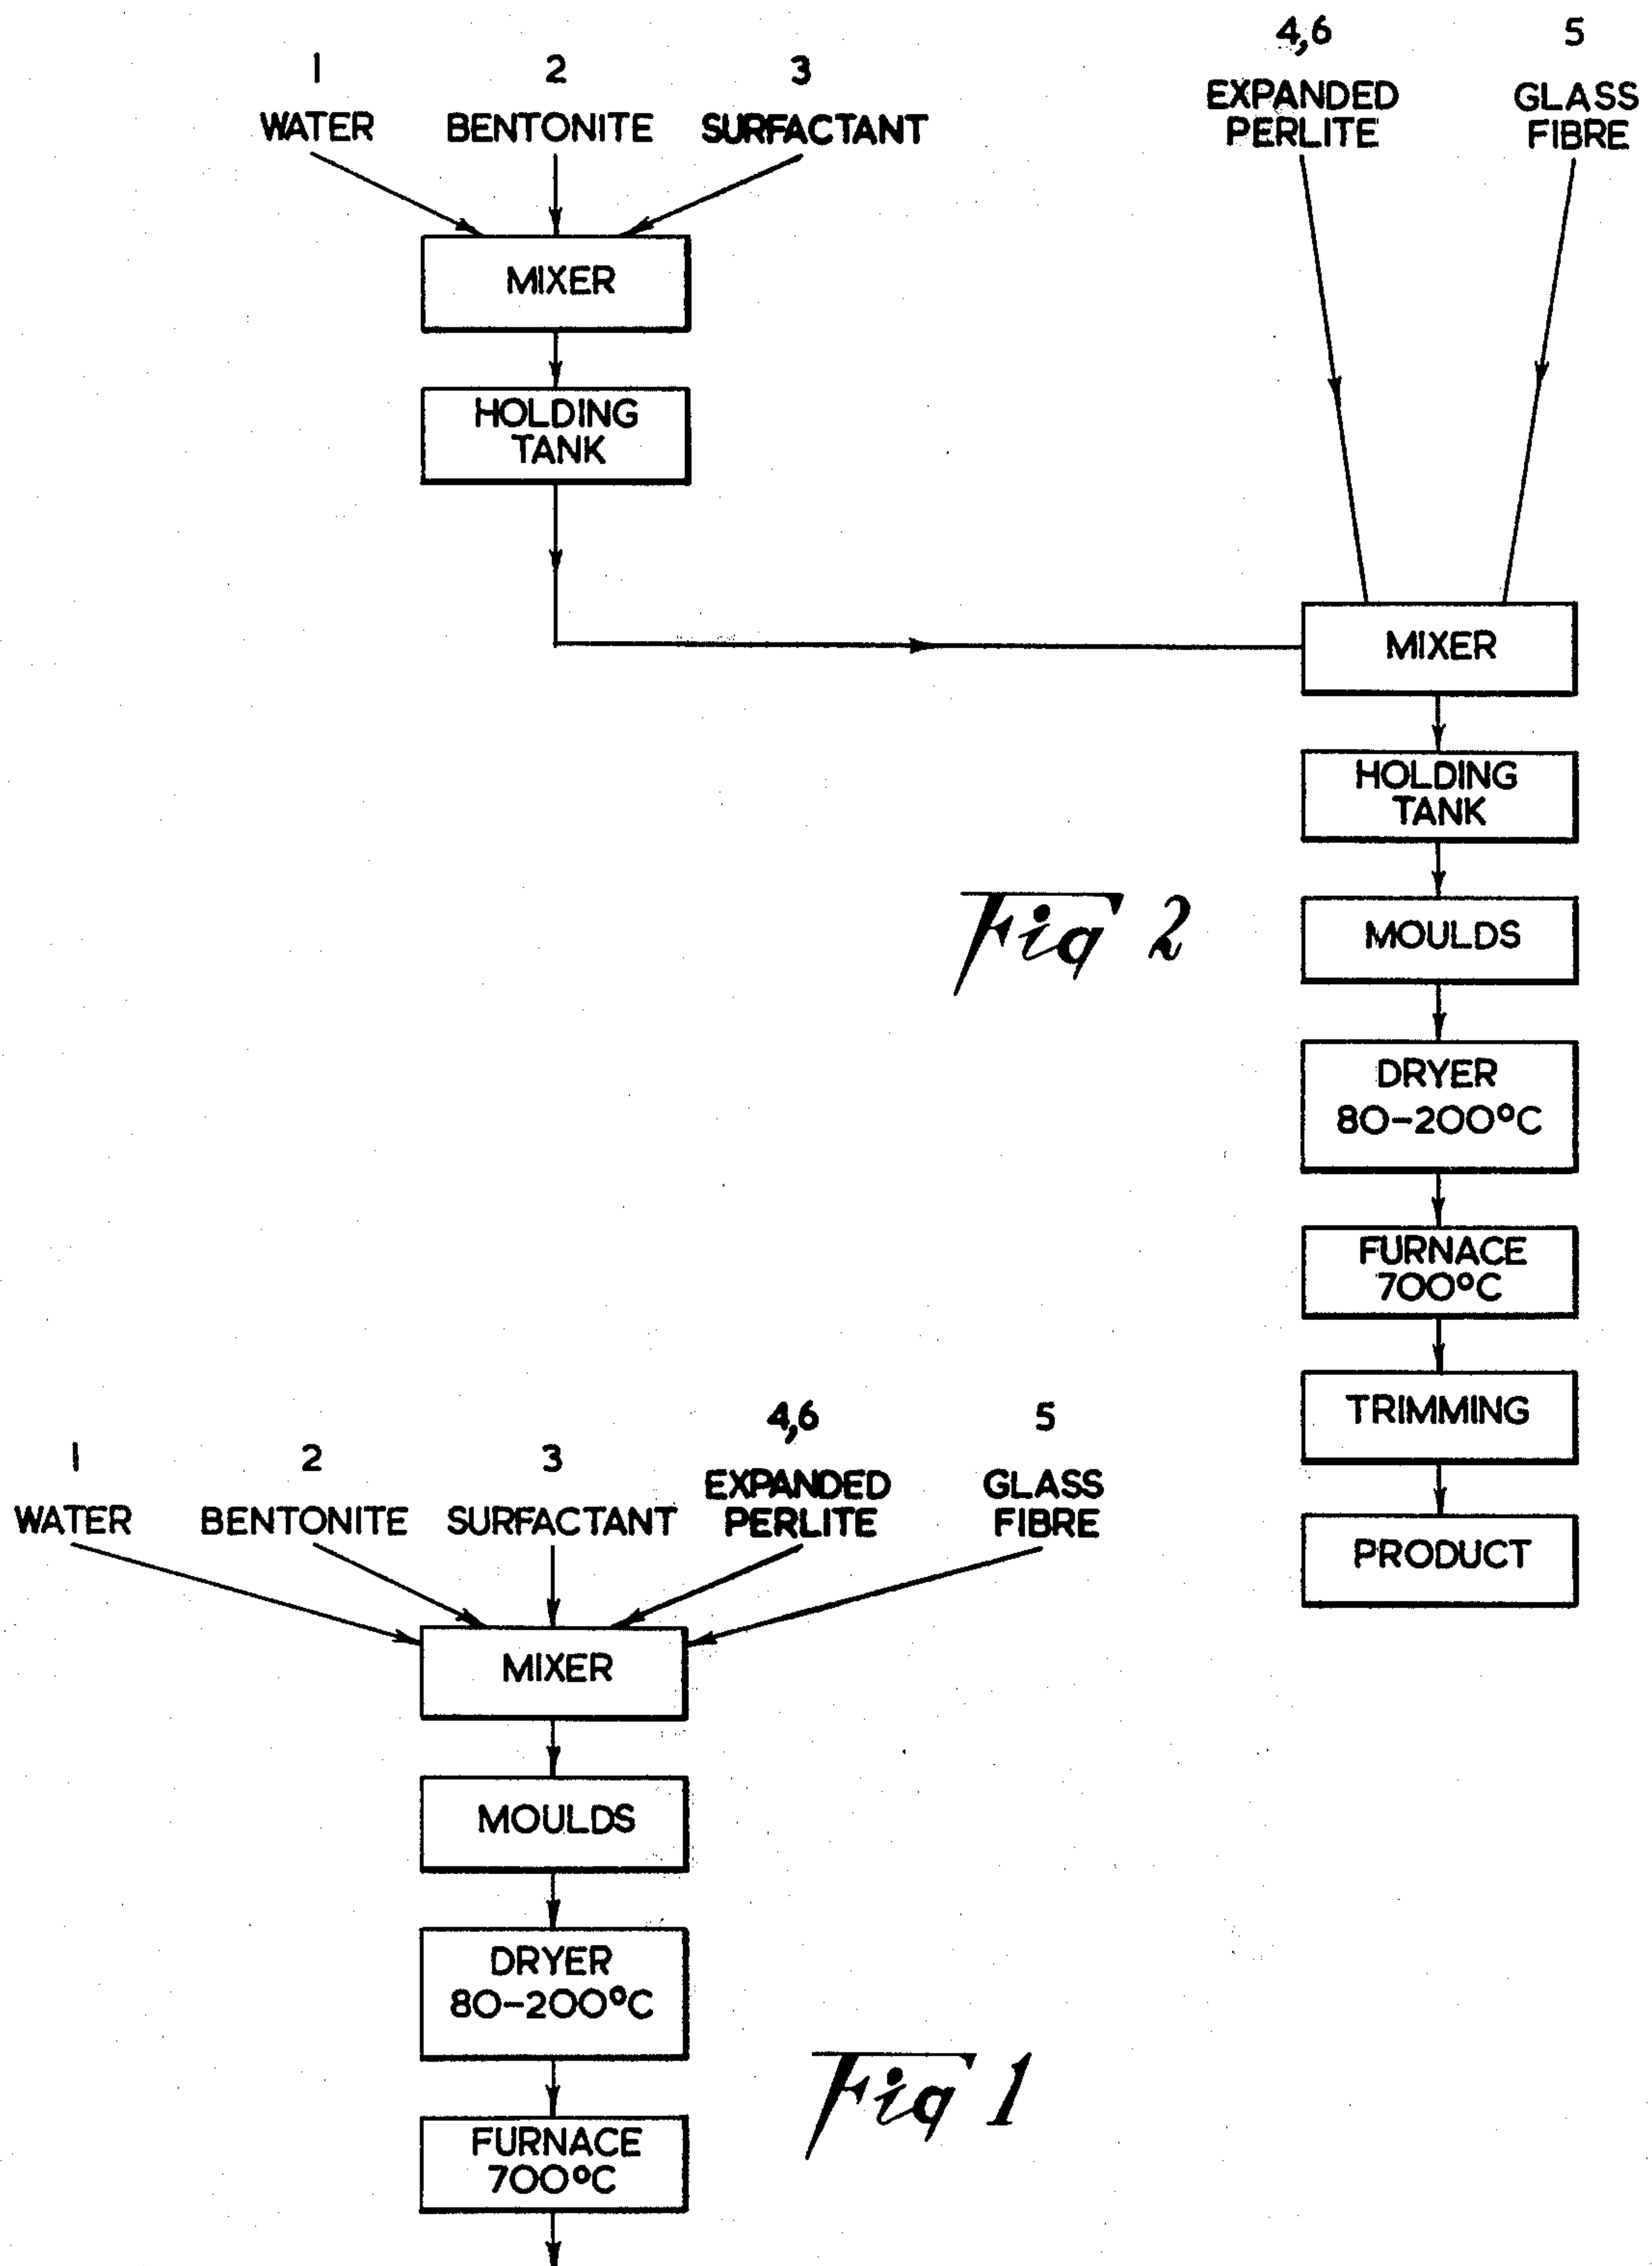 4,6
5
1
2
3
EXPANDED
PERLITE
GLASS
FIBRE
WATER
BENTONITE
SURFACTANT
MIXER
HOLDING
TANK
MIXER
HOLDING
TANK
Fig 2
MOULDS
DRYER
80-200°C
FURNACE
700°C
TRIMMING
PRODUCT
1
2
3
4,6
5
WATER
BENTONITE
SURFACTANT
EXPANDED
PERLITE
GLASS
FIBRE
MIXER
MOULDS
DRYER
80-200°C
Fig 1
FURNACE
700°C